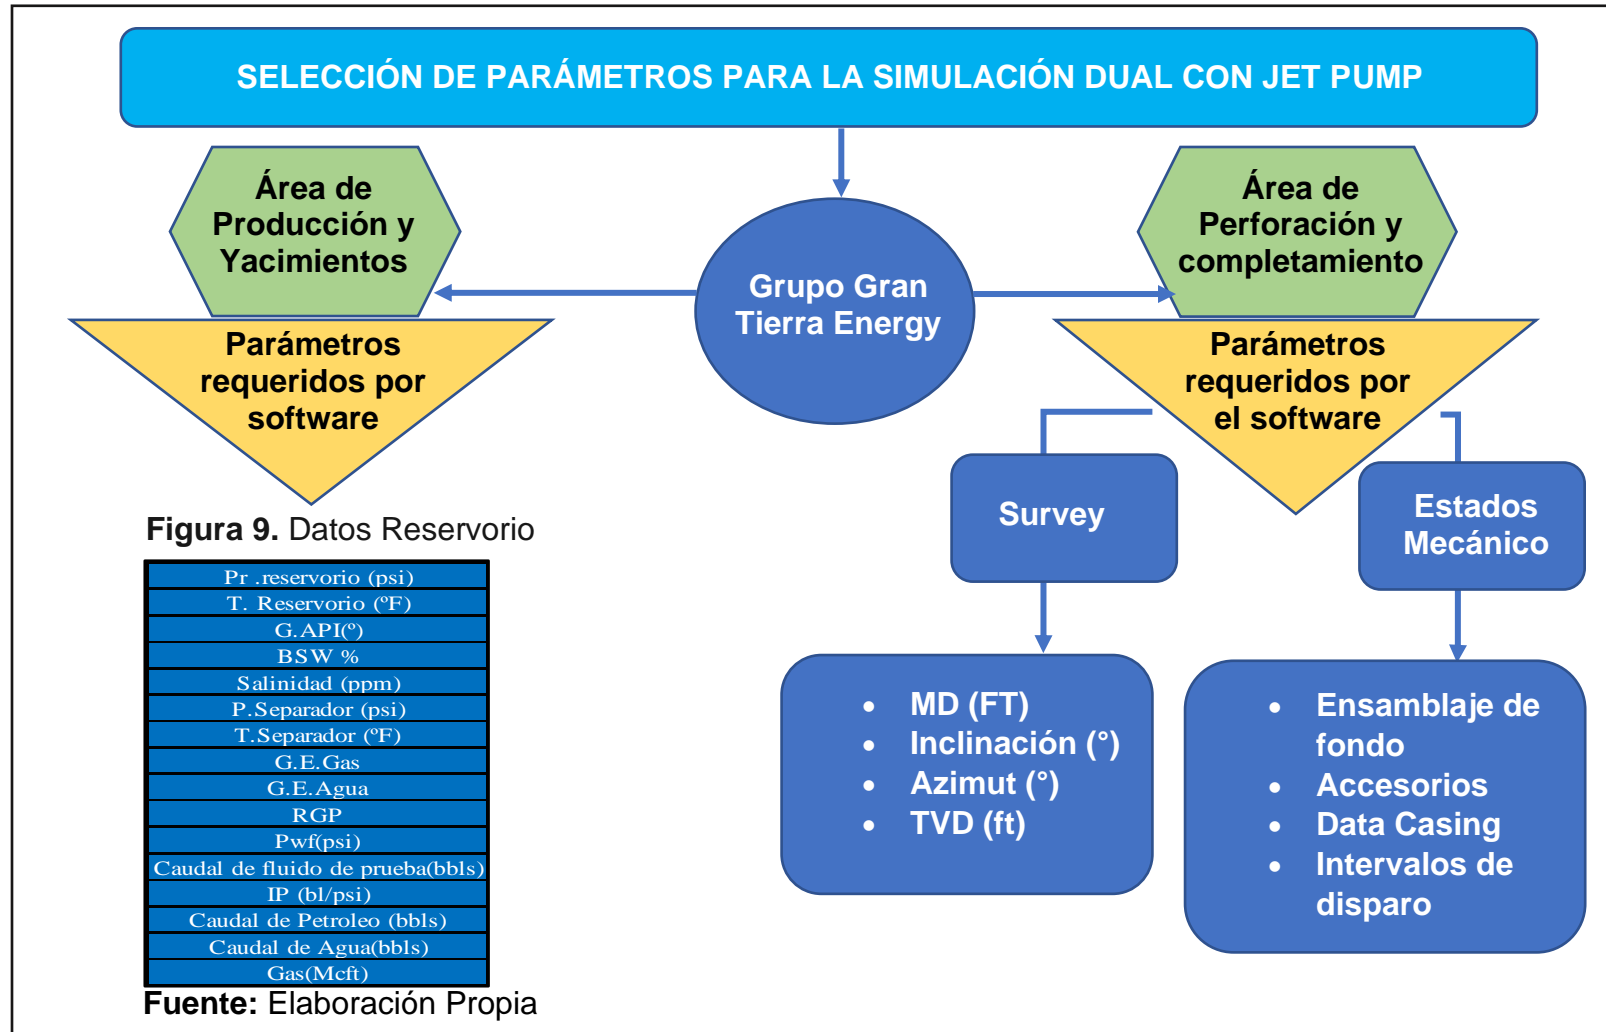 SELECCIÓN DE PARÁMETROS PARA LA SIMULACIÓN DUAL CON JET PUMP
Área de
Producción y
Yacimientos
Parámetros
requeridos por
software
Grupo Gran
Tierra Energy
Área de
Perforación y
completamiento
Parámetros
requeridos por
el software
Survey
Estados
Mecánico
• MD (FT)
• Inclinación (°)
• Azimut (°)
• TVD (ft)
• Ensamblaje de
fondo
• Accesorios
• Data Casing
• Intervalos de
disparo
Figura 9. Datos Reservorio
Pr .reservorio (psi)
T. Reservorio (ºF)
G.API(º)
BSW %
Salinidad (ppm)
P.Separador (psi)
T.Separador (ºF)
G.E.Gas
G.E.Agua
RGP
Pwf(psi)
Caudal de fluido de prueba(bbls)
IP (bl/psi)
Caudal de Petroleo (bbls)
Caudal de Agua(bbls)
Gas(Mcft)
Fuente: Elaboración Propia